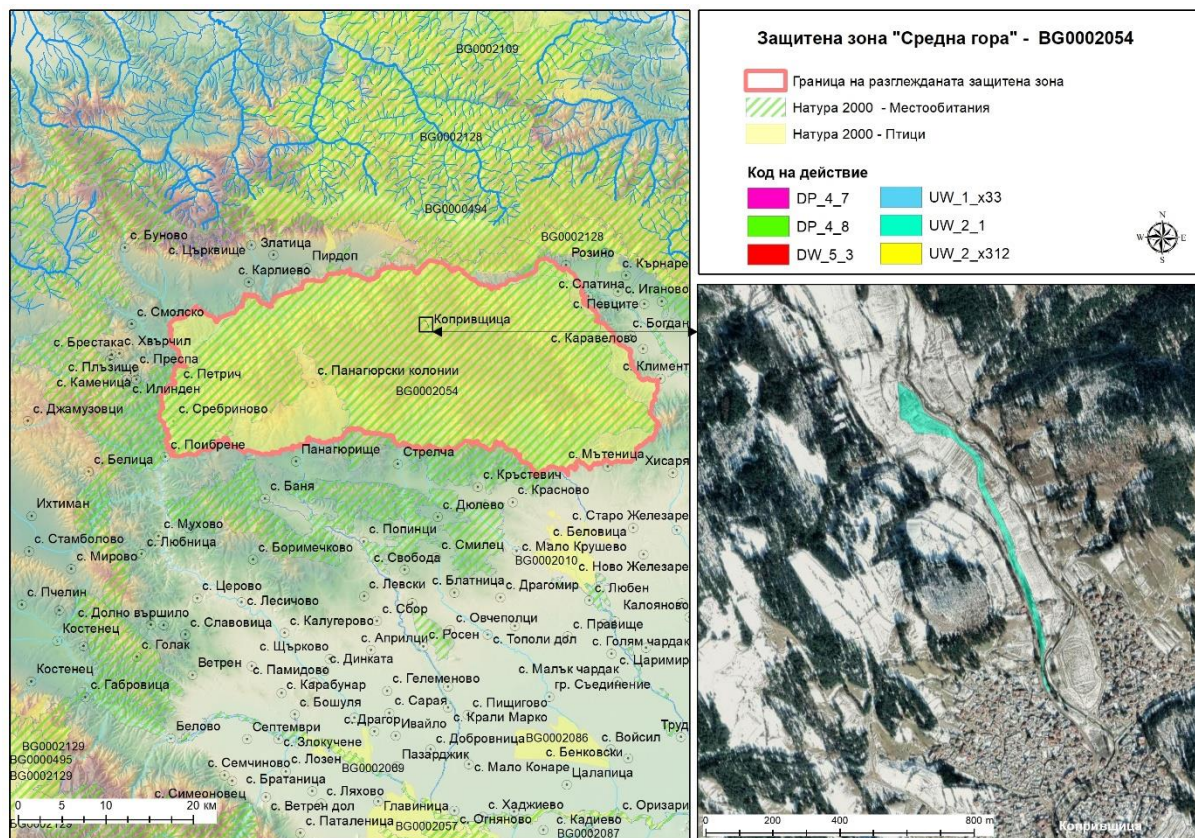 BG0002109
BG0002128
BG0000494
с. Буново
Златица
BG0002128
с. Църквище
Пирдоп
Розино
с. Карлиево
с. Кърнаре
с. Слатина
с. Иганово
с. Певците
с. Смолско
Копривщица
с. Богдан
с. Брестака
с. Хвърчил
с. Каравелово
с. Преспа
с. Плъзище
с. Климент
с. Петрич
с. Панагюрски колонии
с. Каменица
с. Илинден
BG0002054
с. Джамузовци
с. Сребриново
с. Поибрене
с. Белица
Панагюрище
Стрелча
с. Мътеница
Хисаря
с. Кръстевич
с. Баня
с. Красново
Ихтиман
с. Дюлево
с. Старо Железаре
с. Мухово
с. Попинци
с. Беловица
с. Стамболово
с. Любница
с. Смилец
с. Мало Крушево
с. Мирово
с. Боримечково
с. Свобода
BG0002010
с. Ново Железаре
с. Пчелин
с. Церово
с. Левски
с. Блатница
с. Драгомир
с. Любен
с. Лесичово
с. Сбор
Калояново
с. Долно вършило
с. Калугерово
с. Овчеполци
с. Правище
Костенец
с. Славовица
с. Априлци
с. Росен
с. Тополи дол
с. Голям чардак
с. Голак
с. Щърково
с. Динката
с. Царимир
Костенец
Ветрен
с. Памидово
с. Малък чардак
с. Габровица
с. Карабунар
с. Гелеменово
гр. Съединение
с. Бошуля
с. Сарая
с. Пищигово
Белово
Септември
с. Драгор
Ивайло
с. Крали Марко
Труд
BG0002129
с. Злокучене
с. Добровница
BG0002086
с. Войсил
BG0000495
с. Лозен
Пазарджик
с. Бенковски
BG0002129
с. Семчиново
BG0002069
с. Мало Конаре
Цалапица
с. Симеоновец
с. Братаница
с. Ляхово
0 5 10 20 км
с. Ветрен дол
Главиница
с. Хаджиево
с. Оризари
с. Паталеница
BG0002057
с. Огняново
с. Кадиево
BG0002087
Защитена зона "Средна гора" - BG0002054
Граница на разглежданата защитена зона
Натура 2000 - Местообитания
Натура 2000 - Птици
Код на действие
DP_4_7
UW_1_x33
DP_4_8
UW_2_1
DW_5_3
UW_2_x312
N
W E
S
Копривщица
0 200 400 800 m